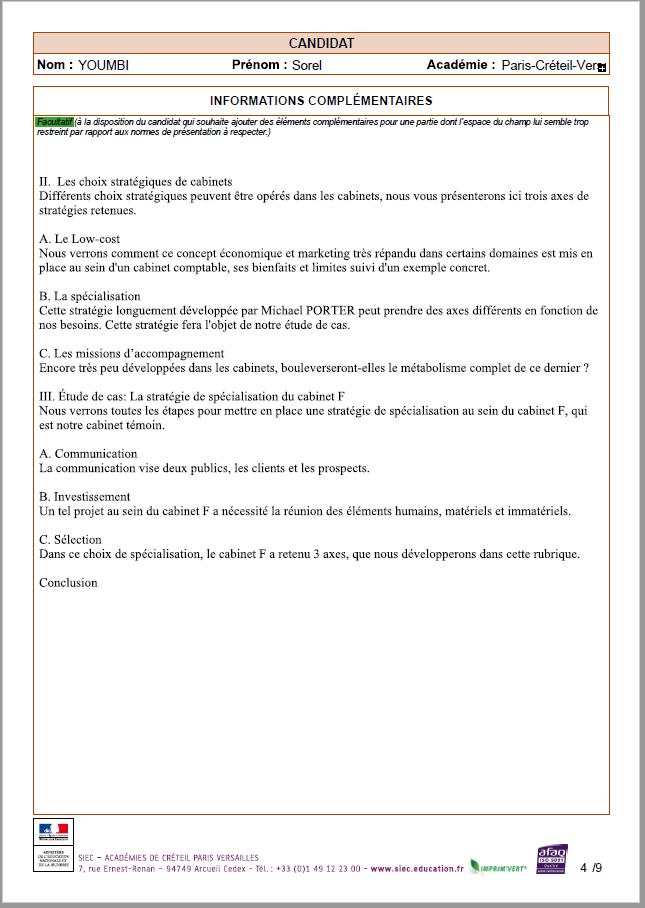 CANDIDAT
Nom : YOUMBI Prénom : Sorel Académie : Paris-Créteil-Vers
INFORMATIONS COMPLÉMENTAIRES
Facultatif (à la disposition du candidat qui souhaite ajouter des éléments complémentaires pour une partie dont l'espace du champ lui semble trop
restreint par rapport aux normes de présentation à respecter.)
II. Les choix stratégiques de cabinets
Différents choix stratégiques peuvent être opérés dans les cabinets, nous vous présenterons ici trois axes de
stratégies retenues.
A. Le Low-cost
Nous verrons comment ce concept économique et marketing très répandu dans certains domaines est mis en
place au sein d'un cabinet comptable, ses bienfaits et limites suivi d'un exemple concret.
B. La spécialisation
Cette stratégie longuement développée par Michael PORTER peut prendre des axes différents en fonction de
nos besoins. Cette stratégie fera l'objet de notre étude de cas.
C. Les missions d’accompagnement
Encore très peu développées dans les cabinets, bouleverseront-elles le métabolisme complet de ce dernier ?
III. Étude de cas: La stratégie de spécialisation du cabinet F
Nous verrons toutes les étapes pour mettre en place une stratégie de spécialisation au sein du cabinet F, qui
est notre cabinet témoin.
A. Communication
La communication vise deux publics, les clients et les prospects.
B. Investissement
Un tel projet au sein du cabinet F a nécessité la réunion des éléments humains, matériels et immatériels.
C. Sélection
Dans ce choix de spécialisation, le cabinet F a retenu 3 axes, que nous développerons dans cette rubrique.
Conclusion
MINISTÈRE
DE L'ÉDUCATION
NATIONALE ET
DE LA JEUNESSE
SIEC – ACADÉMIES DE CRÉTEIL PARIS VERSAILLES
7, rue Ernest-Renan – 94749 Arcueil Cedex - Tél. : +33 (0)1 49 12 23 00 - www.siec.education.fr
IMPRIM'VERT®
afaq
ISO 9001
Qualité
4 /9